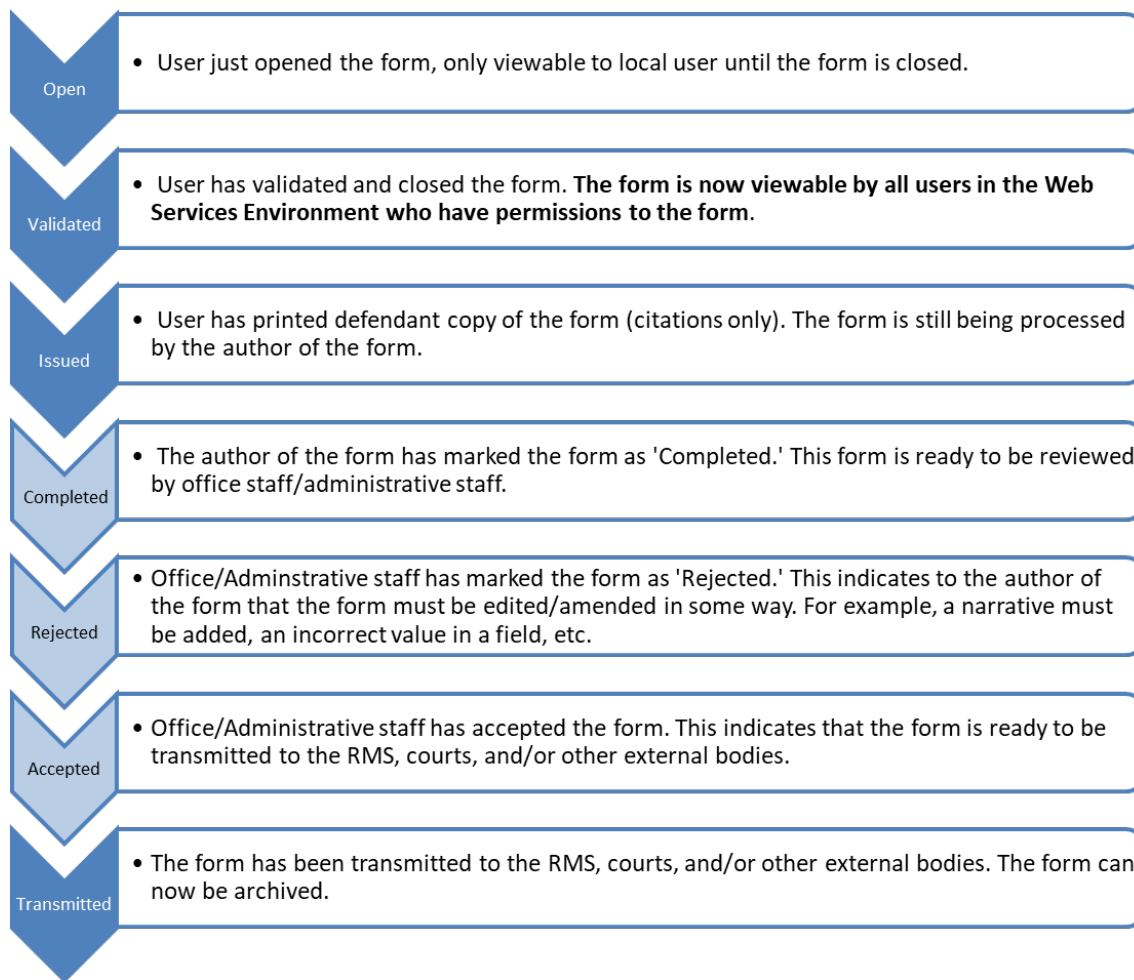 Open
• User just opened the form, only viewable to local user until the form is closed.
Validated
• User has validated and closed the form. The form is now viewable by all users in the Web
Services Environment who have permissions to the form.
Issued
• User has printed defendant copy of the form (citations only). The form is still being processed
by the author of the form.
Completed
• The author of the form has marked the form as 'Completed.' This form is ready to be reviewed
by office staff/administrative staff.
Rejected
• Office/Adminstrative staff has marked the form as 'Rejected.' This indicates to the author of
the form that the form must be edited/amended in some way. For example, a narrative must
be added, an incorrect value in a field, etc.
Accepted
• Office/Administrative staff has accepted the form. This indicates that the form is ready to be
transmitted to the RMS, courts, and/or other external bodies.
Transmitted
• The form has been transmitted to the RMS, courts, and/or other external bodies. The form can
now be archived.